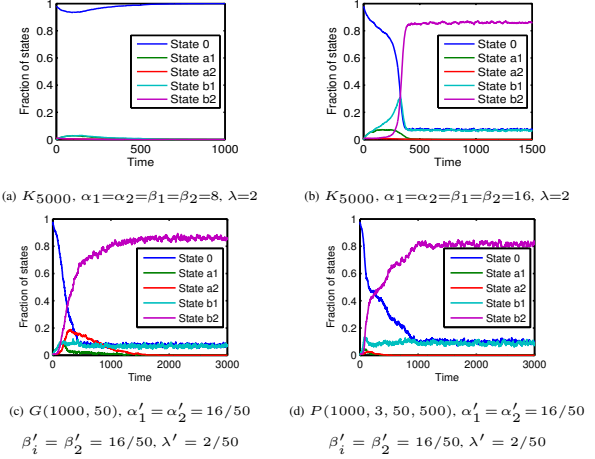 Fraction of states
1
0.8
0.6
0.4
0.2
0
0 500 1000
Time
State 0
State a1
State a2
State b1
State b2
(a) K5000, α1=α2=β1=β2=8, λ=2
Fraction of states
1
0.8
0.6
0.4
0.2
0
0 500 1000 1500
Time
State 0
State a1
State a2
State b1
State b2
(b) K5000, α1=α2=β1=β2=16, λ=2
Fraction of states
1
0.8
0.6
0.4
0.2
0
0 1000 2000 3000
Time
State 0
State a1
State a2
State b1
State b2
(c) G(1000, 50), α′1 = α′2 = 16/50
β′i = β′2 = 16/50, λ′ = 2/50
Fraction of states
1
0.8
0.6
0.4
0.2
0
0 1000 2000 3000
Time
State 0
State a1
State a2
State b1
State b2
(d) P(1000, 3, 50, 500), α′1 = α′2 = 16/50
β′i = β′2 = 16/50, λ′ = 2/50